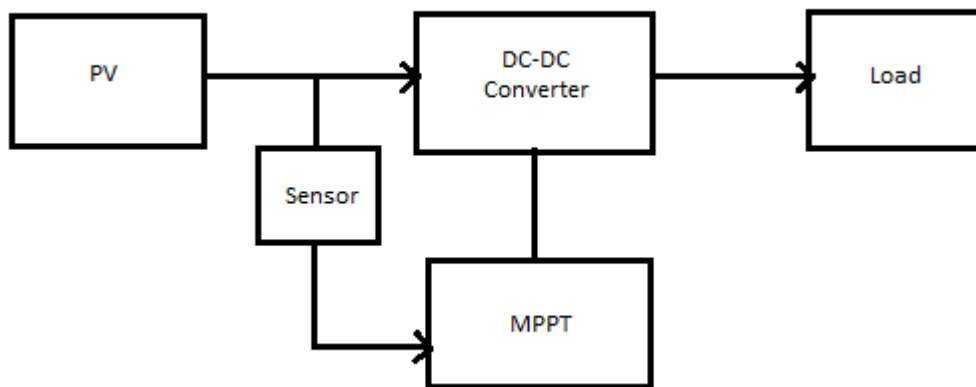 PV
DC-DC
Converter
Load
Sensor
MPPT